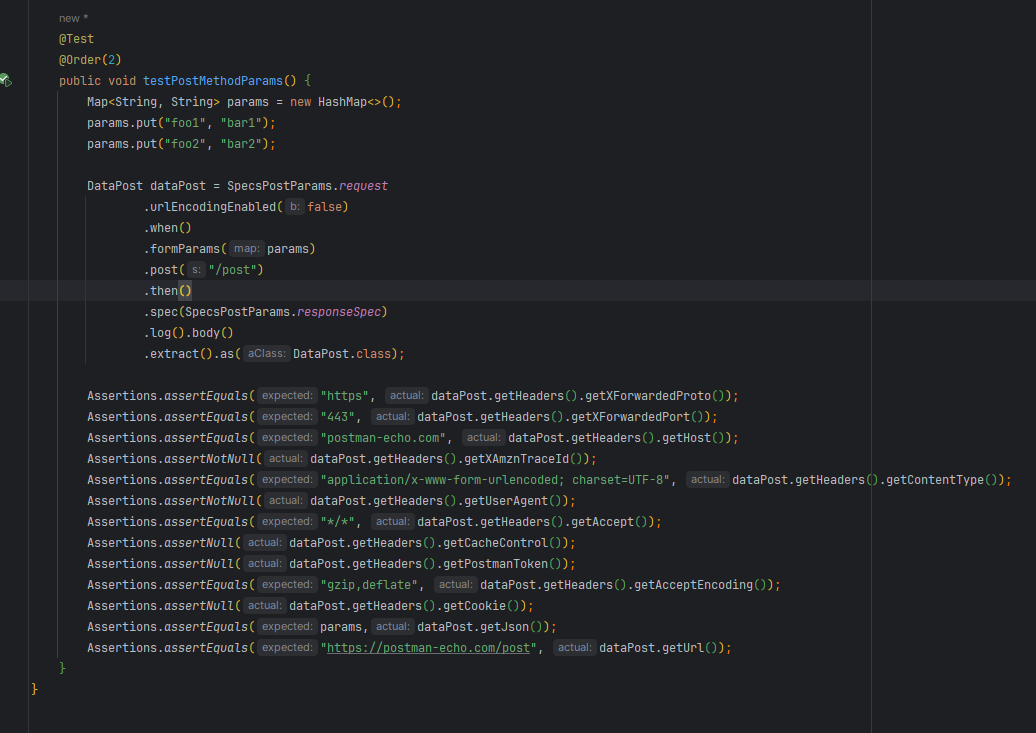 new *
@Test
@Order(2)
public void testPostMethodParams() {
Map<String, String> params = new HashMap<>();
params.put("foo1", "bar1");
params.put("foo2", "bar2");
DataPost dataPost = SpecsPostParams.request
.urlEncodingEnabled( b: false)
.when()
.formParams( map: params)
.post( s: "/post")
.then()
.spec(SpecsPostParams.responseSpec)
.log().body()
.extract().as( aClass: DataPost.class);
Assertions.assertEquals( expected: "https", actual: dataPost.getHeaders().getXForwardedProto());
Assertions.assertEquals( expected: "443", actual: dataPost.getHeaders().getXForwardedPort());
Assertions.assertEquals( expected: "postman-echo.com", actual: dataPost.getHeaders().getHost());
Assertions.assertNotNull( actual: dataPost.getHeaders().getXAmznTraceId());
Assertions.assertEquals( expected: "application/x-www-form-urlencoded; charset=UTF-8", actual: dataPost.getHeaders().getContentType());
Assertions.assertNotNull( actual: dataPost.getHeaders().getUserAgent());
Assertions.assertEquals( expected: "*/*", actual: dataPost.getHeaders().getAccept());
Assertions.assertNull( actual: dataPost.getHeaders().getCacheControl());
Assertions.assertNull( actual: dataPost.getHeaders().getPostmanToken());
Assertions.assertEquals( expected: "gzip,deflate", actual: dataPost.getHeaders().getAcceptEncoding());
Assertions.assertNull( actual: dataPost.getHeaders().getCookie());
Assertions.assertEquals( expected: params, actual: dataPost.getJson());
Assertions.assertEquals( expected: "https://postman-echo.com/post", actual: dataPost.getUrl());
}
}